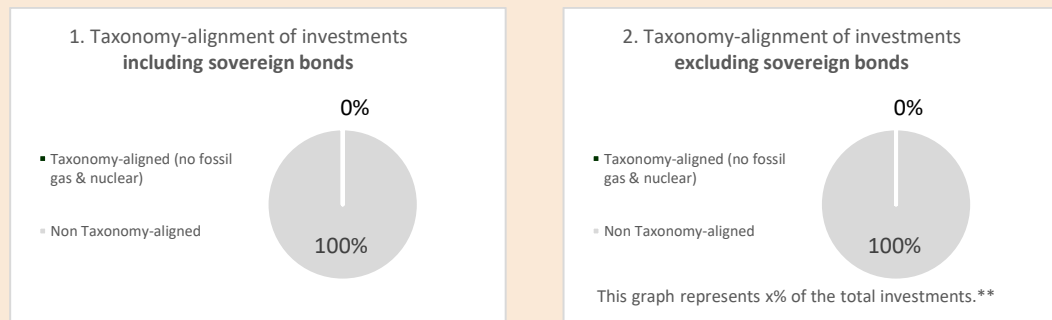 1. Taxonomy-alignment of investments
including sovereign bonds
0%
Taxonomy-aligned (no fossil
gas & nuclear)
Non Taxonomy-aligned
100%
2. Taxonomy-alignment of investments
excluding sovereign bonds
0%
Taxonomy-aligned (no fossil
gas & nuclear)
Non Taxonomy-aligned
100%
This graph represents x% of the total investments.**